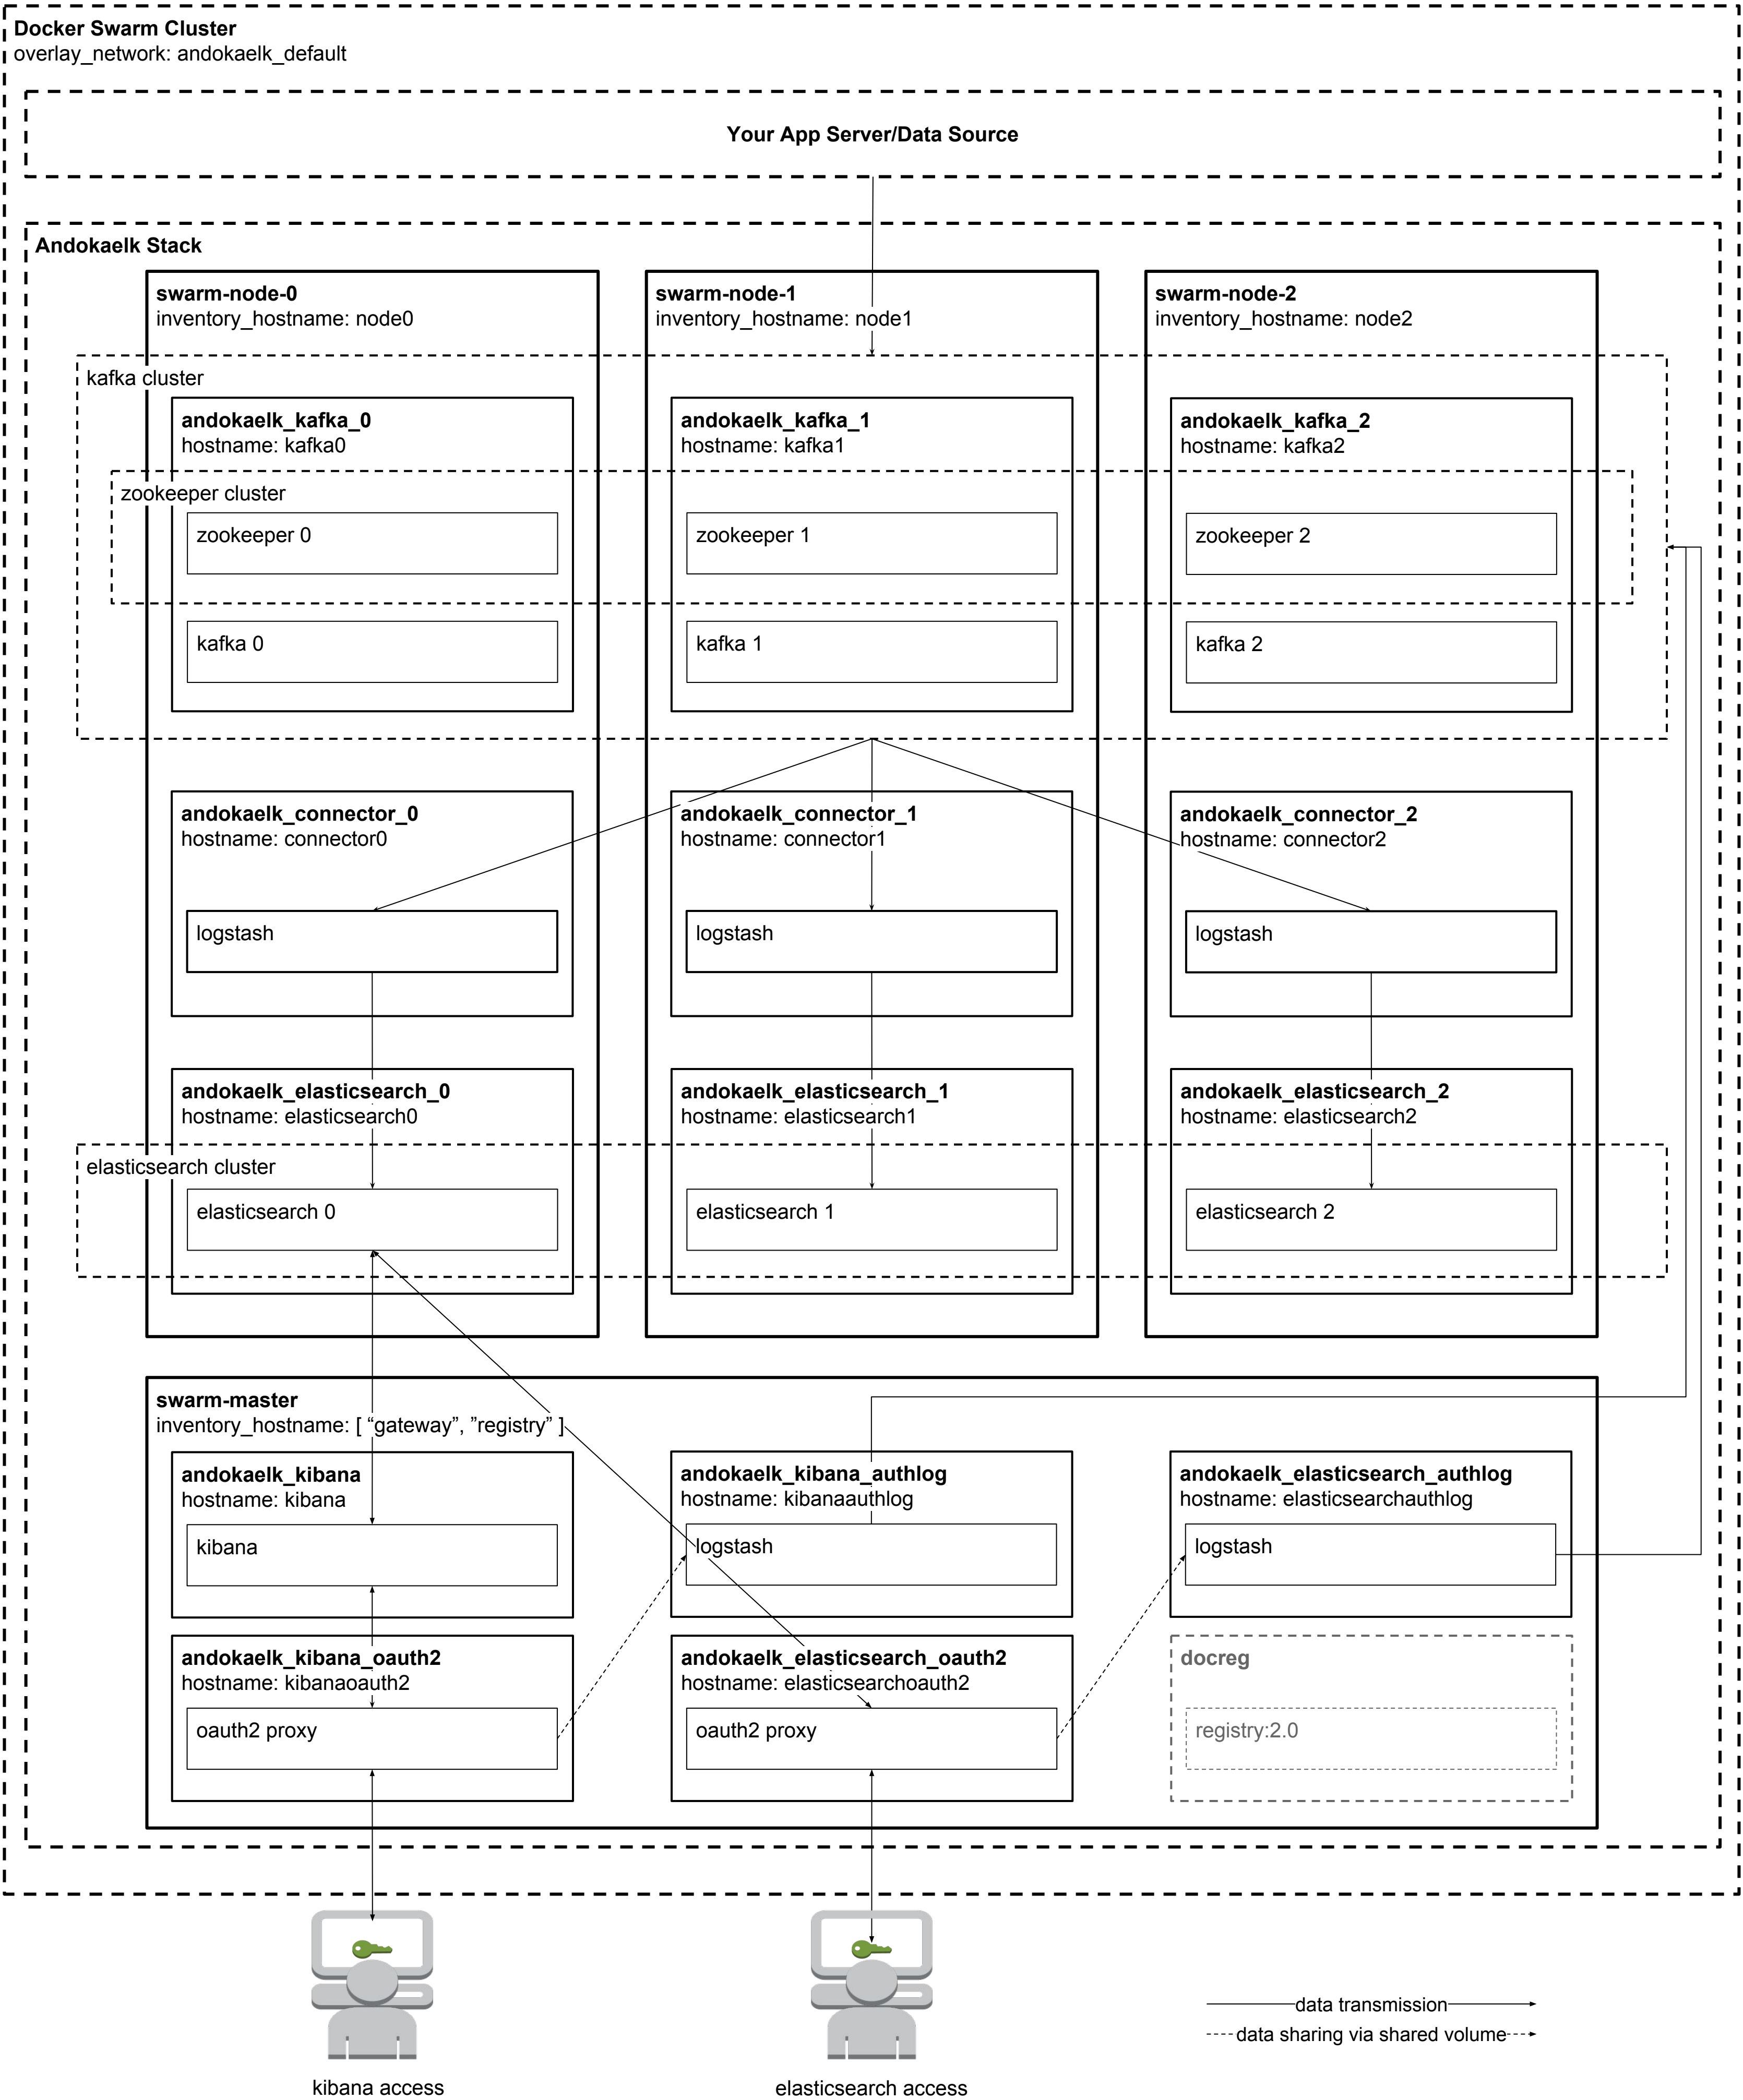 Docker Swarm Cluster
overlay_network: andokaelk_default
Your App Server/Data Source
Andokaelk Stack
swarm-node-0
inventory_hostname: node0
swarm-node-1
inventory_hostname: node1
swarm-node-2
inventory_hostname: node2
kafka cluster
andokaelk_kafka_0
hostname: kafka0
andokaelk_kafka_1
hostname: kafka1
andokaelk_kafka_2
hostname: kafka2
zookeeper cluster
zookeeper 0
zookeeper 1
zookeeper 2
kafka 0
kafka 1
kafka 2
andokaelk_connector_0
hostname: connector0
andokaelk_connector_1
hostname: connector1
andokaelk_connector_2
hostname: connector2
logstash
logstash
logstash
andokaelk_elasticsearch_0
hostname: elasticsearch0
andokaelk_elasticsearch_1
hostname: elasticsearch1
andokaelk_elasticsearch_2
hostname: elasticsearch2
elasticsearch cluster
elasticsearch 0
elasticsearch 1
elasticsearch 2
swarm-master
inventory_hostname: [ “gateway”, ”registry” ]
andokaelk_kibana
hostname: kibana
andokaelk_kibana_authlog
hostname: kibanaauthlog
andokaelk_elasticsearch_authlog
hostname: elasticsearchauthlog
kibana
logstash
logstash
andokaelk_kibana_oauth2
hostname: kibanaoauth2
andokaelk_elasticsearch_oauth2
hostname: elasticsearchoauth2
docreg
oauth2 proxy
oauth2 proxy
registry:2.0
data transmission
data sharing via shared volume
kibana access
elasticsearch access